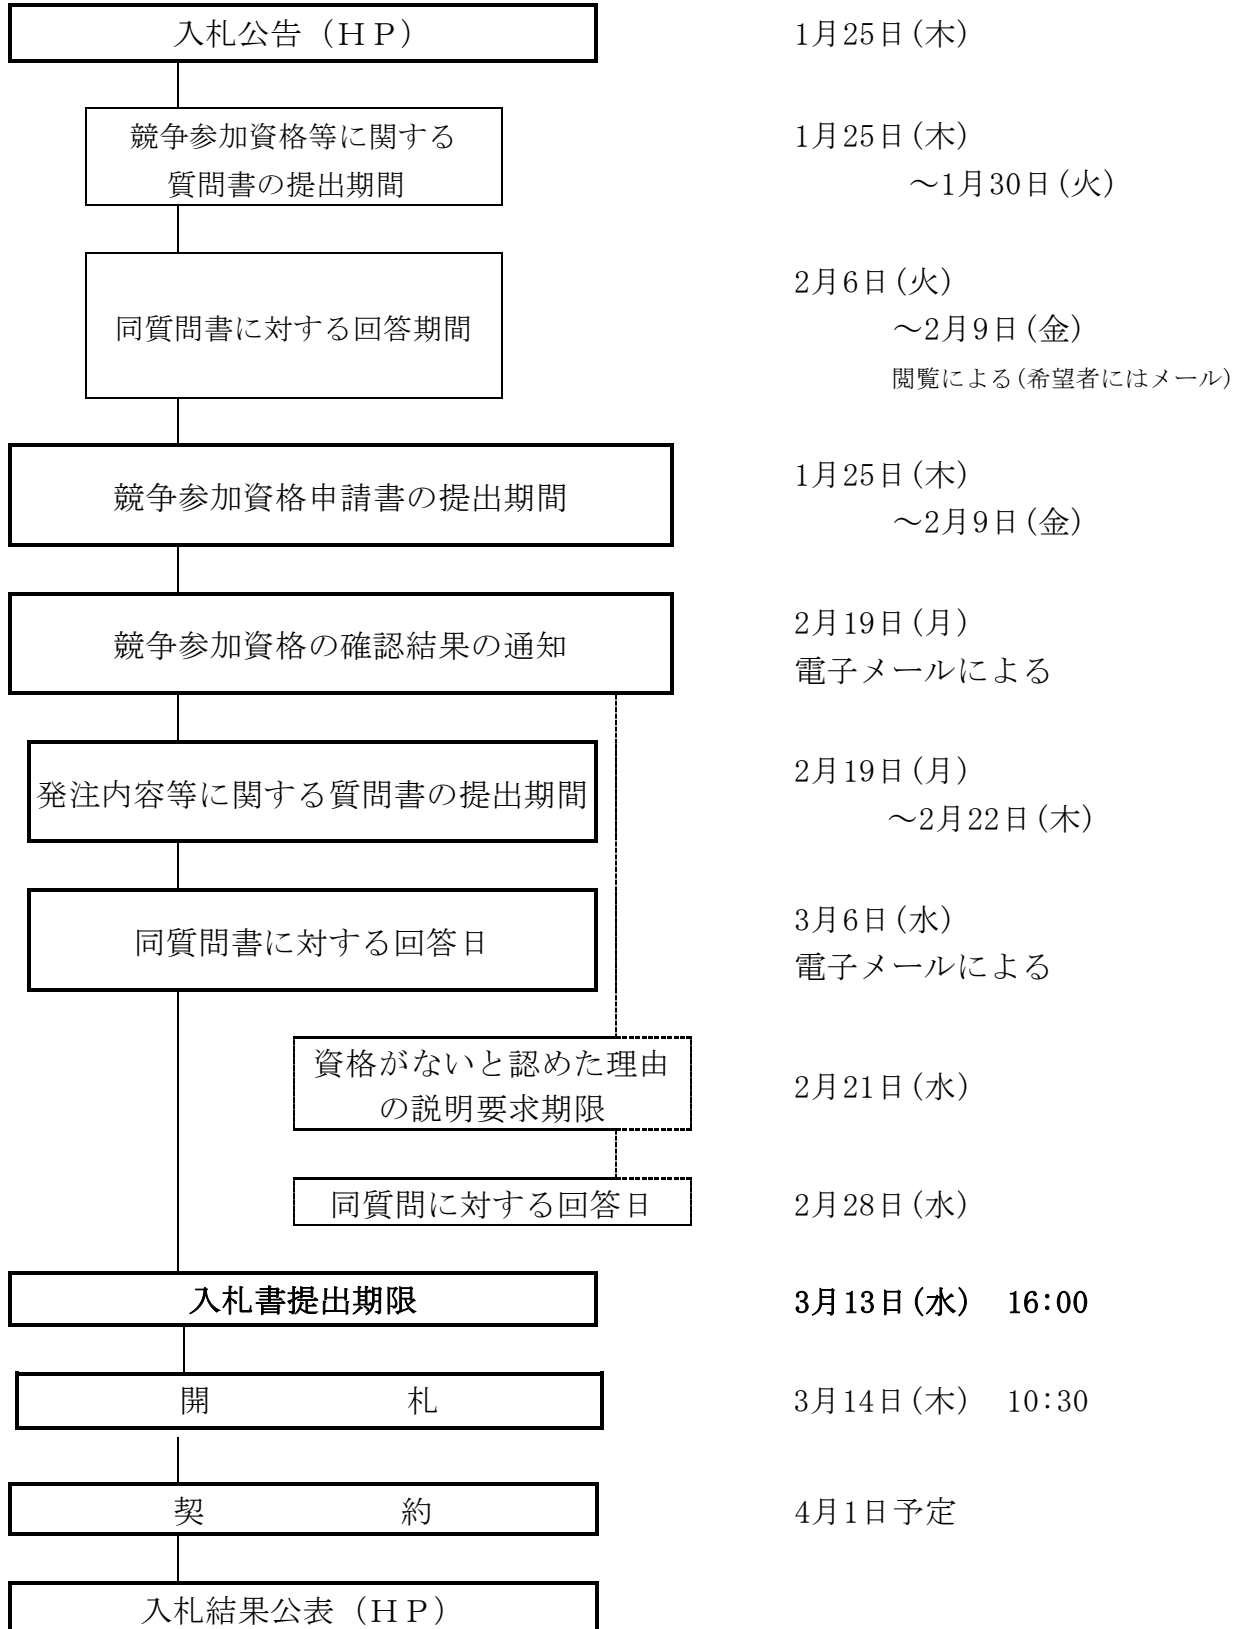 入札公告（ＨＰ）
1月25日(木)
競争参加資格等に関する
質問書の提出期間
1月25日(木)
～1月30日(火)
同質問書に対する回答期間
2月6日(火)
～2月9日(金)
閲覧による(希望者にはメール)
競争参加資格申請書の提出期間
1月25日(木)
～2月9日(金)
競争参加資格の確認結果の通知
2月19日(月)
電子メールによる
発注内容等に関する質問書の提出期間
2月19日(月)
～2月22日(木)
同質問書に対する回答日
3月6日(水)
電子メールによる
資格がないと認めた理由
の説明要求期限
2月21日(水)
同質問に対する回答日
2月28日(水)
入札書提出期限
3月13日(水)　16:00
開　　　　　　札
3月14日(木)　10:30
契　　　　　　約
4月1日予定
入札結果公表（ＨＰ）